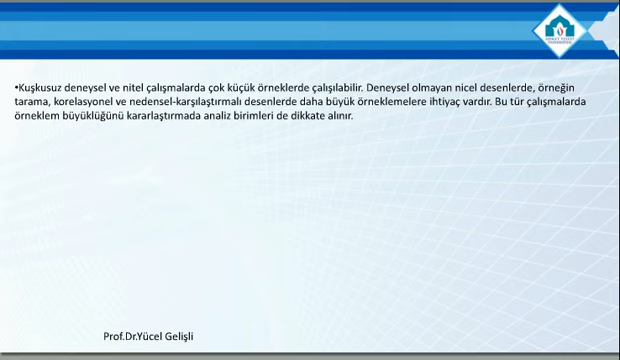 •Kuşkusuz deneysel ve nitel çalışmalarda çok küçük örneklerde çalışılabilir. Deneysel olmayan nicel desenlerde, örneğin
tarama, korelasyonel ve nedensel-karşılaştırmalı desenlerde daha büyük örneklemelere ihtiyaç vardır. Bu tür çalışmalarda
örneklem büyüklüğünü kararlaştırmada analiz birimleri de dikkate alınır.
Prof.Dr.Yücel Gelişli